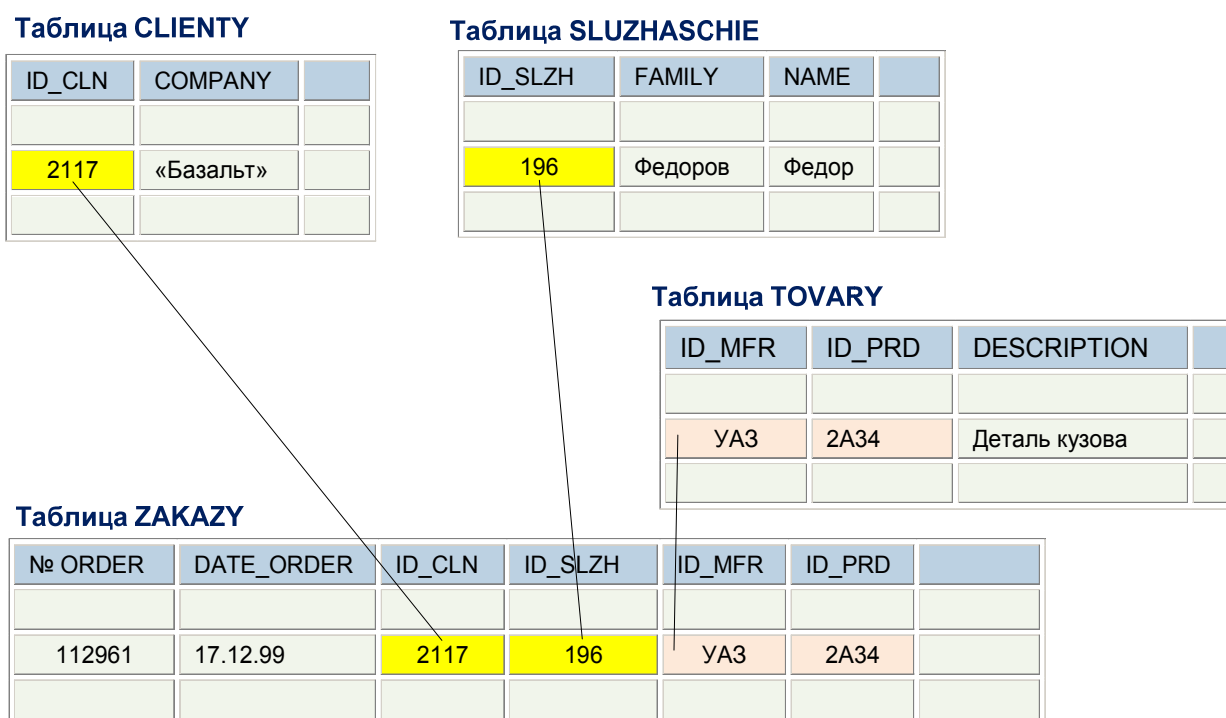 Таблица CLIENTY
ID_CLN COMPANY
2117 «Базальт»
Таблица SLUZHASCHIE
ID_SLZH FAMILY NAME
196 Федоров Федор
Таблица TOVARY
ID_MFR ID_PRD DESCRIPTION
УАЗ 2А34 Деталь кузова
Таблица ZAKAZY
№ ORDER DATE_ORDER ID_CLN ID_SLZH ID_MFR ID_PRD
112961 17.12.99 2117 196 УАЗ 2А34